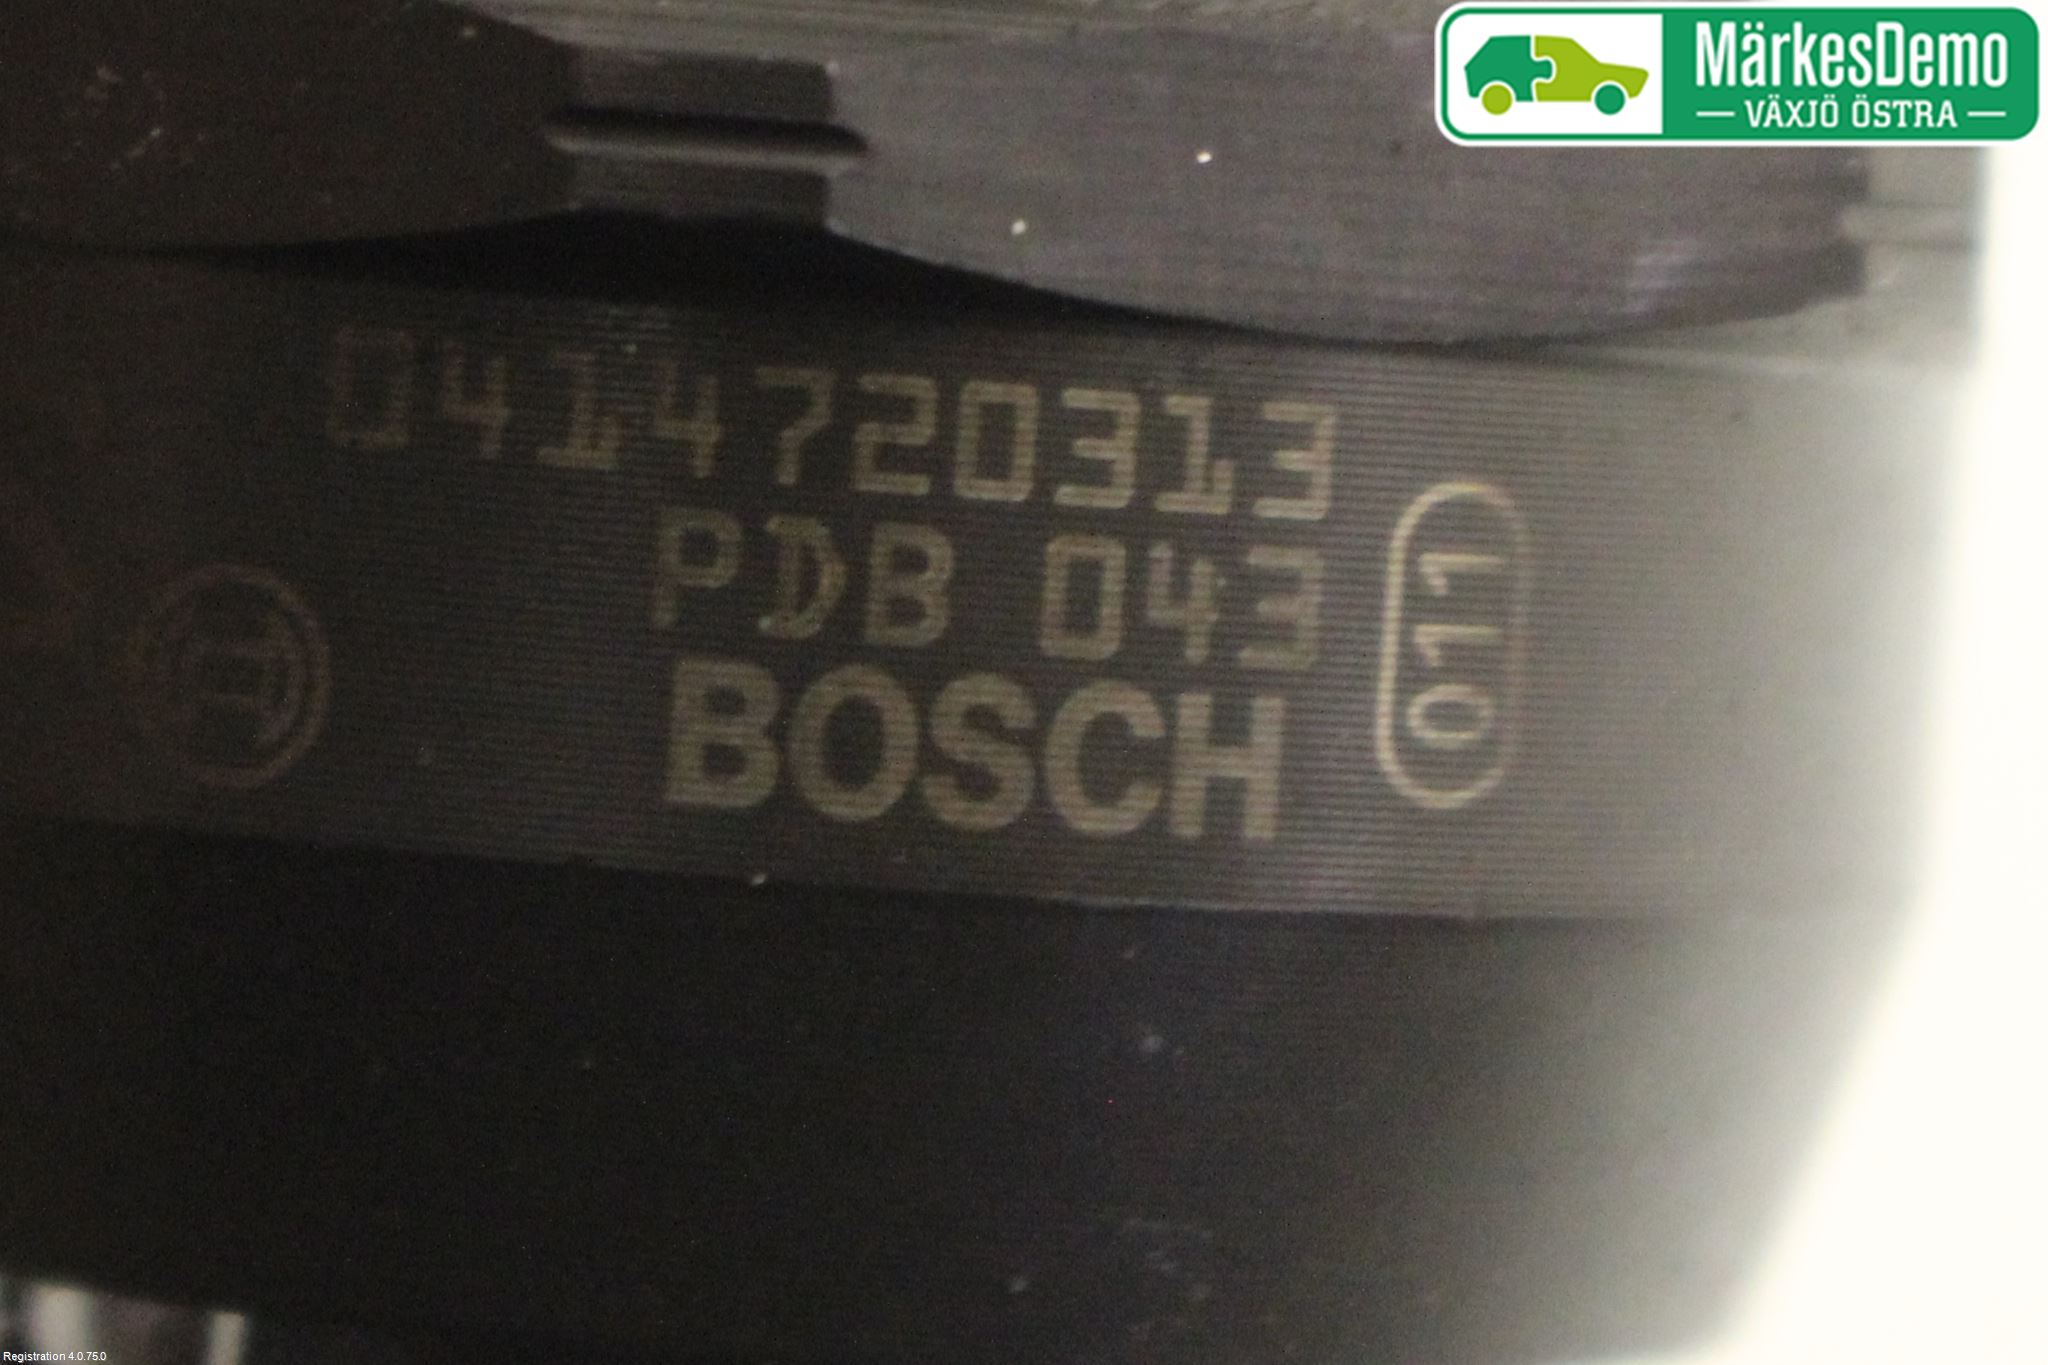 MärkesDemo
VÄXJÖ ÖSTRA
0414720313
PDB 043
BOSCH
011
Registration 4.0.75.0